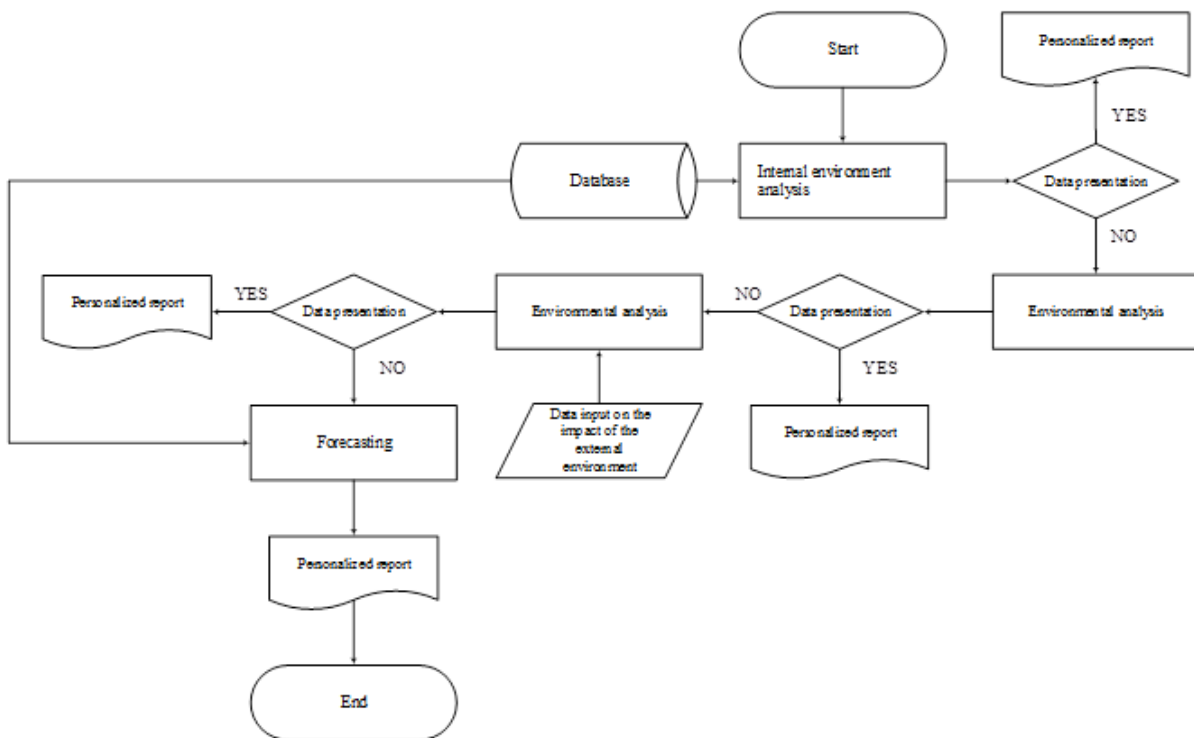 Start
Personalized report
YES
Database
Internal environment
analysis
Data presentation
NO
Personalized report
YES
Data presentation
Environmental analysis
NO
Data presentation
Environmental analysis
NO
YES
Forecasting
Data input on the
impact of the
external
environment
Personalized report
Personalized report
End